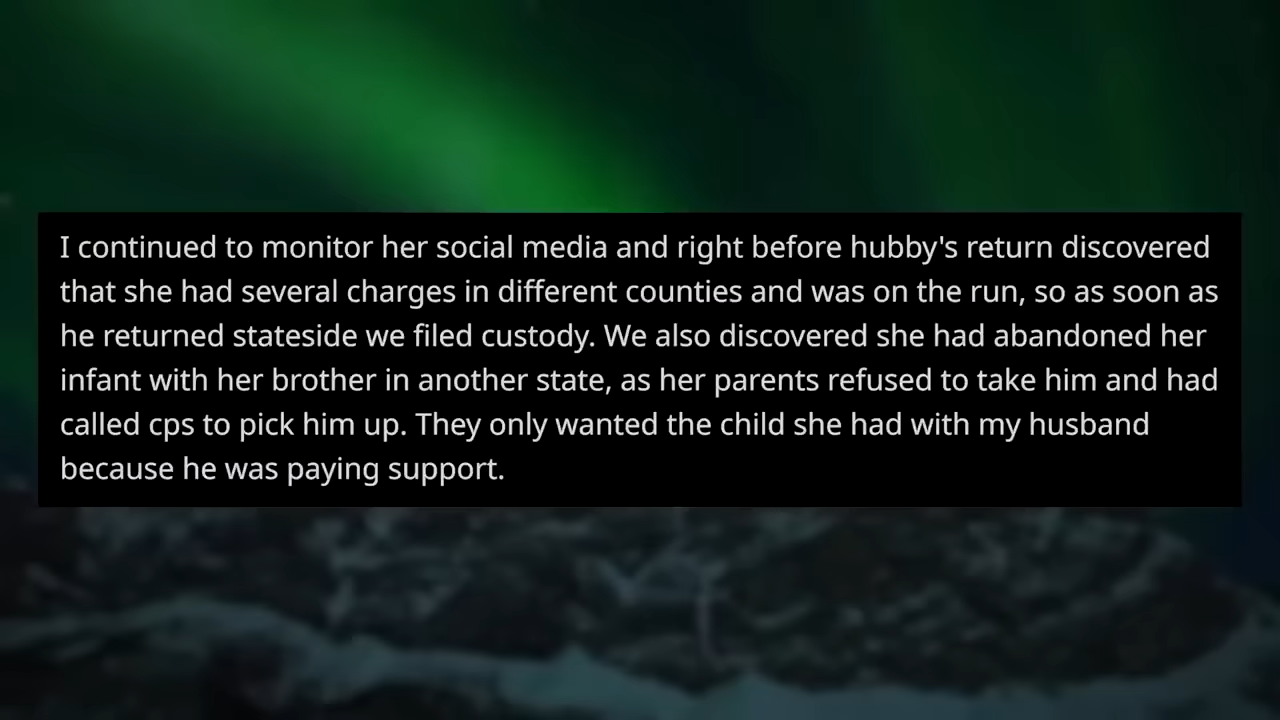 I continued to monitor her social media and right before hubby's return discovered
that she had several charges in different counties and was on the run, so as soon as
he returned stateside we filed custody. We also discovered she had abandoned her
infant with her brother in another state, as her parents refused to take him and had
called cps to pick him up. They only wanted the child she had with my husband
because he was paying support.